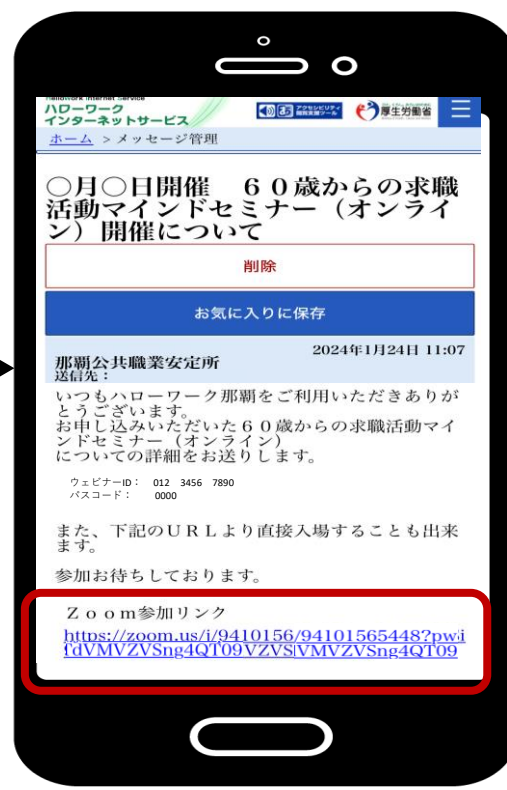 HelloWork Internet Service
ハローワーク
インターネットサービス
アクセシビリティ
閲覧支援ツール
厚生労働省
ホーム > メッセージ管理
〇月〇日開催　６０歳からの求職
活動マインドセミナー（オンライ
ン）開催について
削除
お気に入りに保存
2024年1月24日 11:07
那覇公共職業安定所
送信先：
いつもハローワーク那覇をご利用いただきありが
とうございます。
お申し込みいただいた６０歳からの求職活動マイ
ンドセミナー（オンライン）
についての詳細をお送りします。
ウェビナーID：　012　3456　7890
パスコード：　0000
また、下記のＵＲＬより直接入場することも出来
ます。
参加お待ちしております。
Ｚｏｏｍ参加リンク